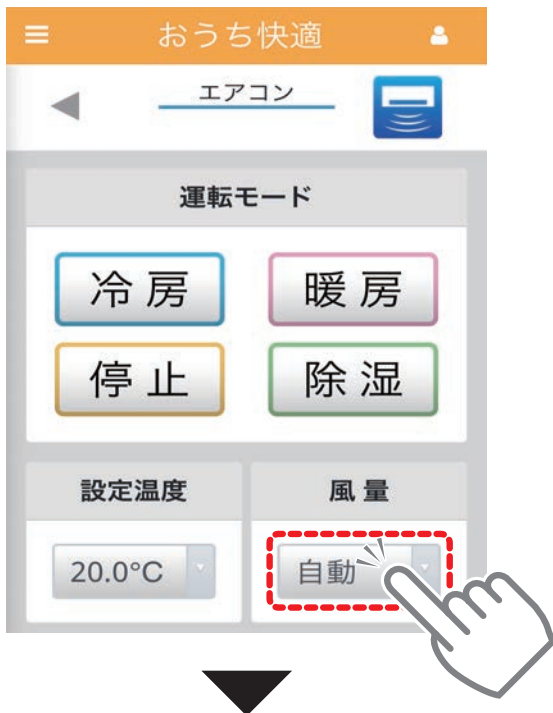 おうち快適
エアコン
運転モード
冷房 暖房
停止 除湿
設定温度 風量
20.0°C 自動